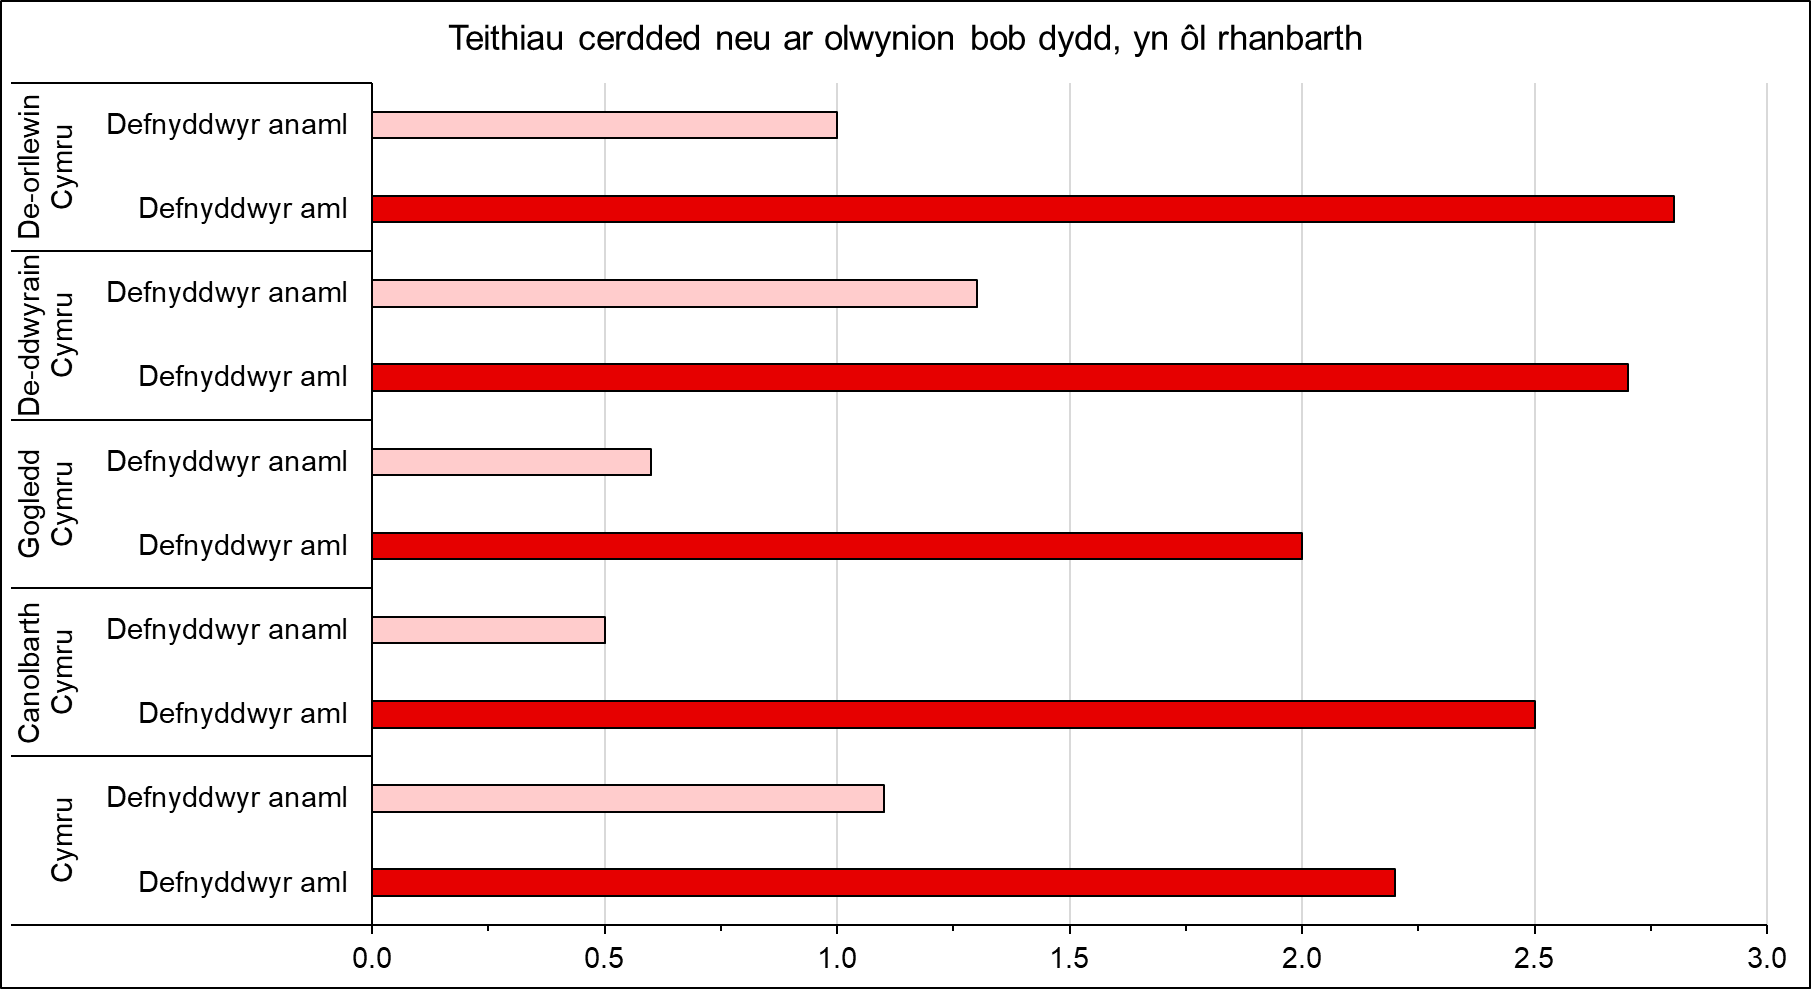 Teithiau cerdded neu ar olwynion bob dydd, yn ôl rhanbarth
De-orllewin
Cymru
Defnyddwyr anaml
Defnyddwyr aml
De-ddwyrain
Cymru
Defnyddwyr anaml
Defnyddwyr aml
Gogledd
Cymru
Defnyddwyr anaml
Defnyddwyr aml
Canolbarth
Cymru
Defnyddwyr anaml
Defnyddwyr aml
Cymru
Defnyddwyr anaml
Defnyddwyr aml
0.0 0.5 1.0 1.5 2.0 2.5 3.0